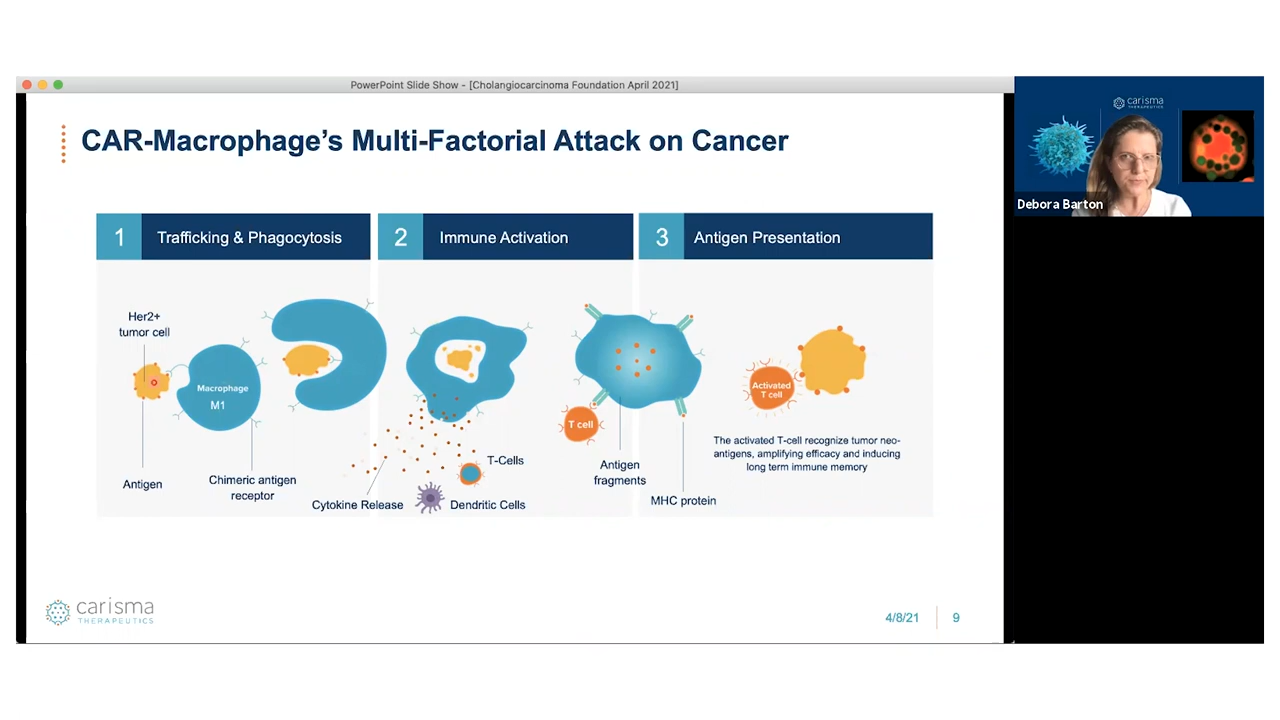 PowerPoint Slide Show - [Cholangiocarcinoma Foundation April 2021]
CAR-Macrophage’s Multi-Factorial Attack on Cancer
1 Trafficking & Phagocytosis
2 Immune Activation
3 Antigen Presentation
Her2+
tumor cell
Macrophage
M1
Antigen
Chimeric antigen
receptor
Cytokine Release
T-Cells
Dendritic Cells
T cell
Antigen
fragments
MHC protein
Activated
T cell
The activated T-cell recognize tumor neo-
antigens, amplifying efficacy and inducing
long term immune memory
carisma
THERAPEUTICS
4/8/21
9
carisma
THERAPEUTICS
Debora Barton